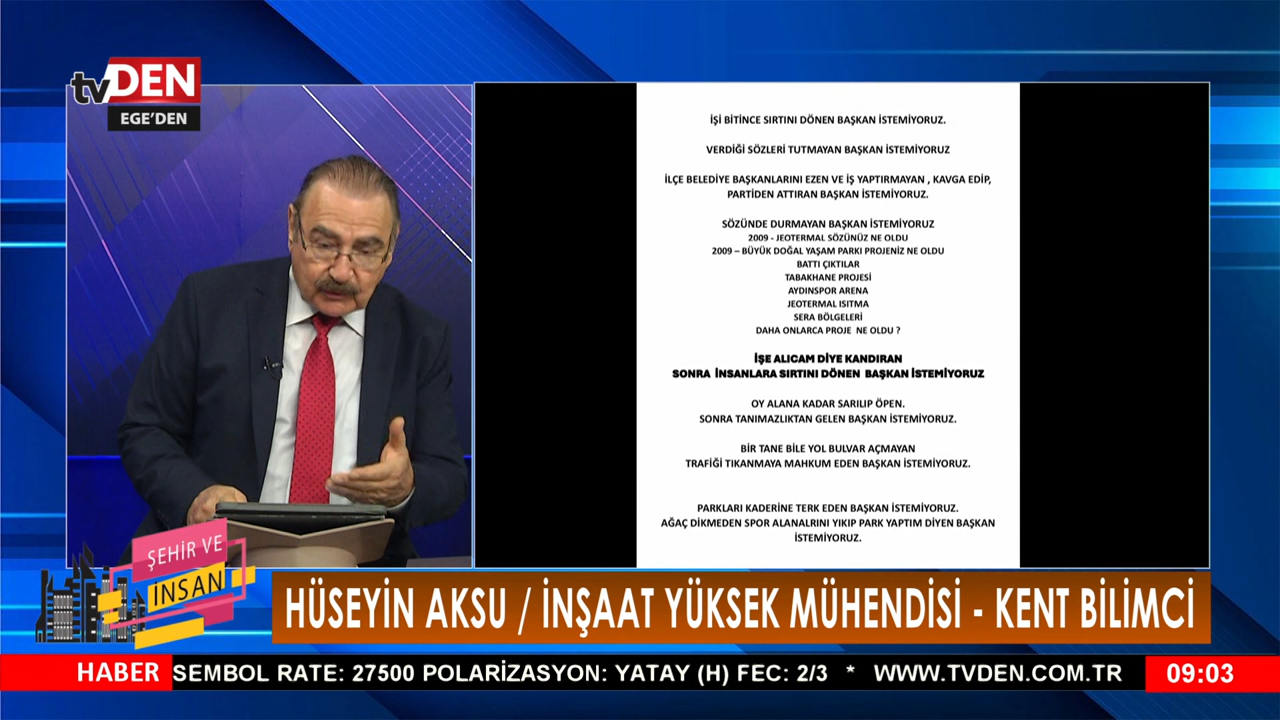 tvDEN
EGE'DEN
İŞİ BİTİNCE SIRTINI DÖNEN BAŞKAN İSTEMİYORUZ.
VERDİĞİ SÖZLERİ TUTMAYAN BAŞKAN İSTEMİYORUZ
İLÇE BELEDİYE BAŞKANLARINI EZEN VE İŞ YAPTIRMAYAN , KAVGA EDİP,
PARTİDEN ATTIRAN BAŞKAN İSTEMİYORUZ.
SÖZÜNDE DURMAYAN BAŞKAN İSTEMİYORUZ
2009 - JEOTERMAL SÖZÜNÜZ NE OLDU
2009 – BÜYÜK DOĞAL YAŞAM PARKI PROJENİZ NE OLDU
BATTI ÇIKTILAR
TABAKHANE PROJESİ
AYDINSPOR ARENA
JEOTERMAL ISITMA
SERA BÖLGELERİ
DAHA ONLARCA PROJE NE OLDU ?
İŞE ALICAM DİYE KANDIRAN
SONRA İNSANLARA SIRTINI DÖNEN BAŞKAN İSTEMİYORUZ
OY ALANA KADAR SARILIP ÖPEN.
SONRA TANIMAZLIKTAN GELEN BAŞKAN İSTEMİYORUZ.
BİR TANE BİLE YOL BULVAR AÇMAYAN
TRAFİĞİ TIKANMAYA MAHKUM EDEN BAŞKAN İSTEMİYORUZ.
PARKLARI KADERİNE TERK EDEN BAŞKAN İSTEMİYORUZ.
AĞAÇ DİKMEDEN SPOR ALANALRINI YIKIP PARK YAPTIM DİYEN BAŞKAN
İSTEMİYORUZ.
ŞEHİR VE
İNSAN
HÜSEYİN AKSU / İNŞAAT YÜKSEK MÜHENDİSİ - KENT BİLİMCİ
HABER SEMBOL RATE: 27500 POLARİZASYON: YATAY (H) FEC: 2/3 * WWW.TVDEN.COM.TR 09:03